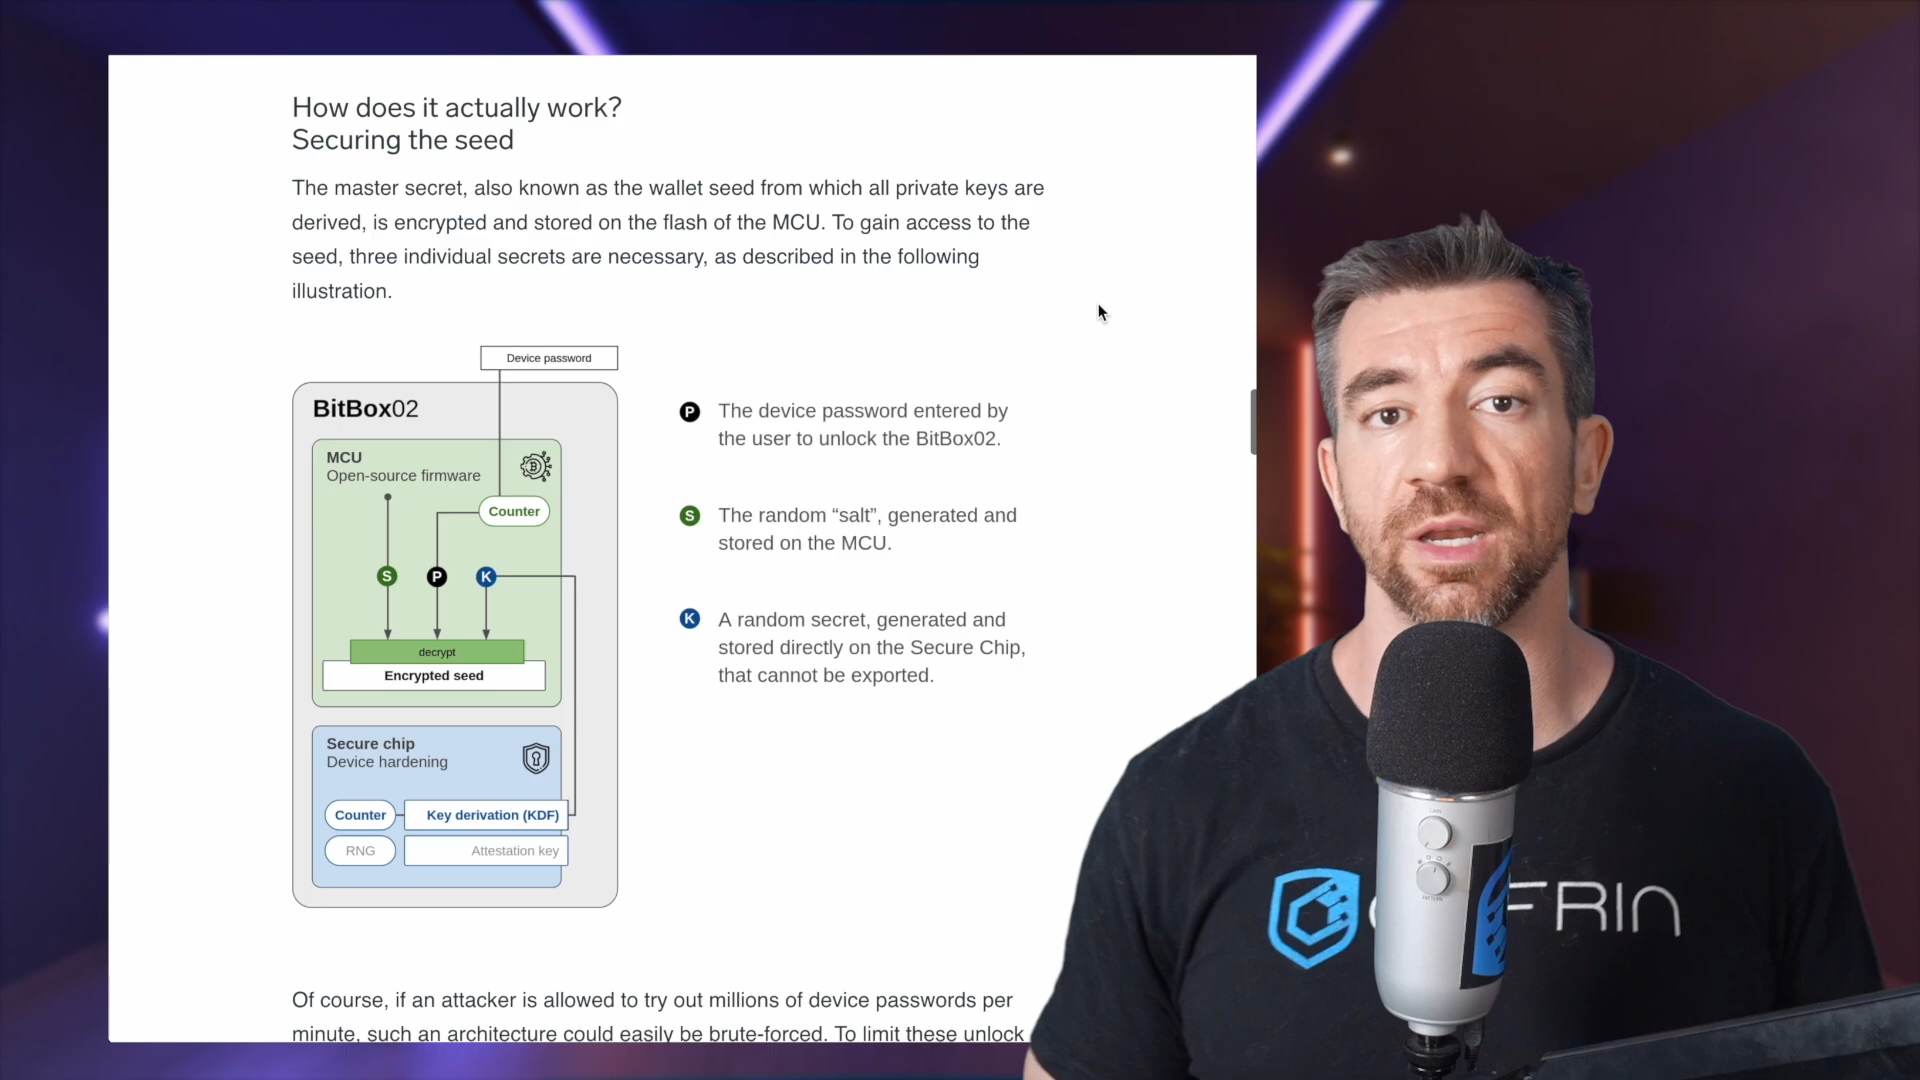 How does it actually work?
Securing the seed
The master secret, also known as the wallet seed from which all private keys are
derived, is encrypted and stored on the flash of the MCU. To gain access to the
seed, three individual secrets are necessary, as described in the following
illustration.
Device password
BitBox02
MCU
Open-source firmware
Counter
S P K
decrypt
Encrypted seed
Secure chip
Device hardening
Counter Key derivation (KDF)
RNG Attestation key
P The device password entered by
the user to unlock the BitBox02.
S The random “salt”, generated and
stored on the MCU.
K A random secret, generated and
stored directly on the Secure Chip,
that cannot be exported.
Of course, if an attacker is allowed to try out millions of device passwords per
minute, such an architecture could easily be brute-forced. To limit these unlock
FRIN